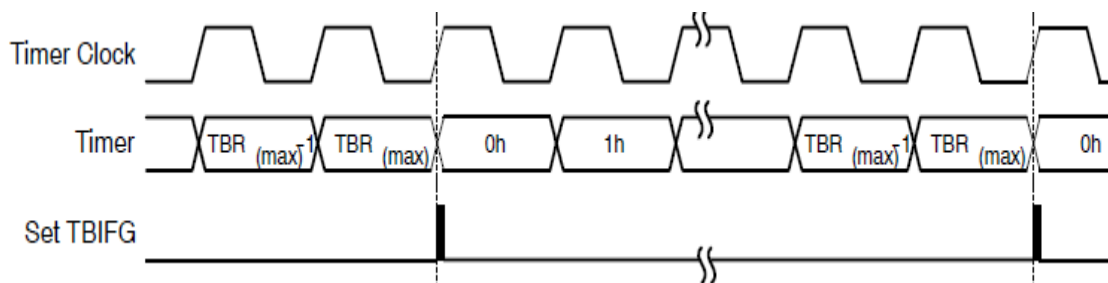 Timer Clock
Timer TBR (max)-1 TBR (max) 0h 1h TBR (max)-1 TBR (max) 0h
Set TBIFG